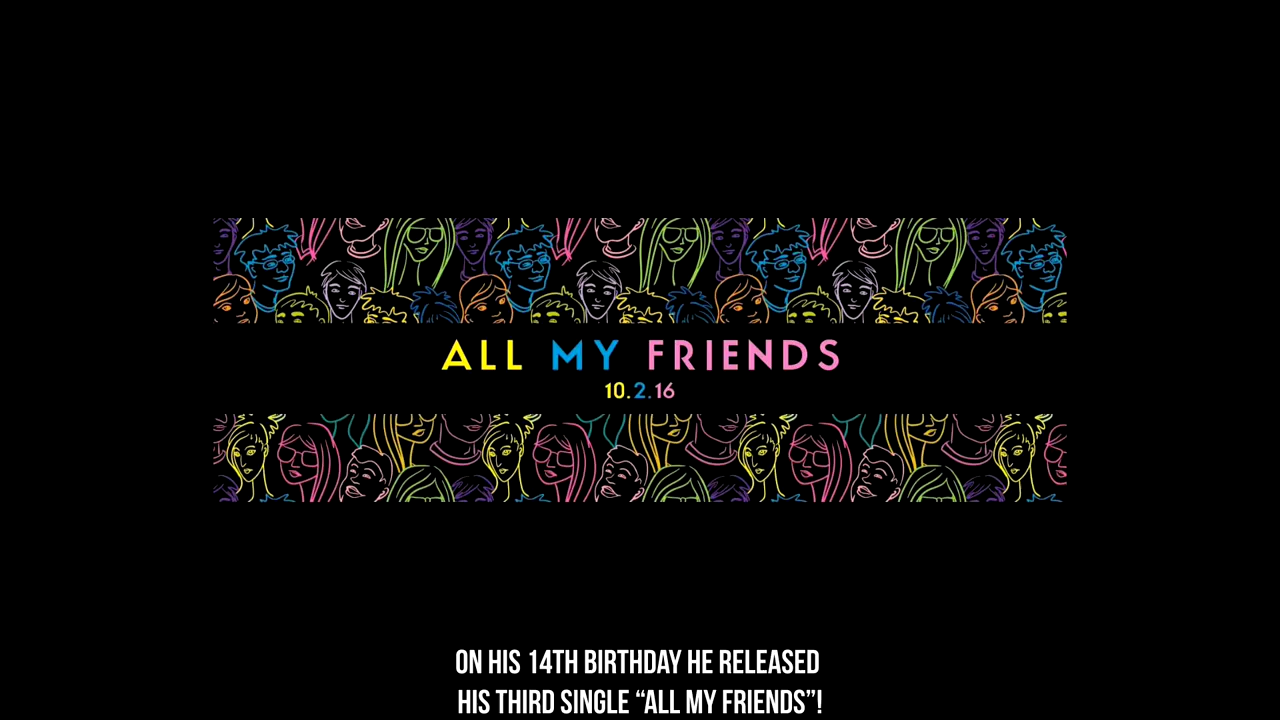 ALL MY FRIENDS
10.2.16
ON HIS 14TH BIRTHDAY HE RELEASED
HIS THIRD SINGLE “ALL MY FRIENDS”!